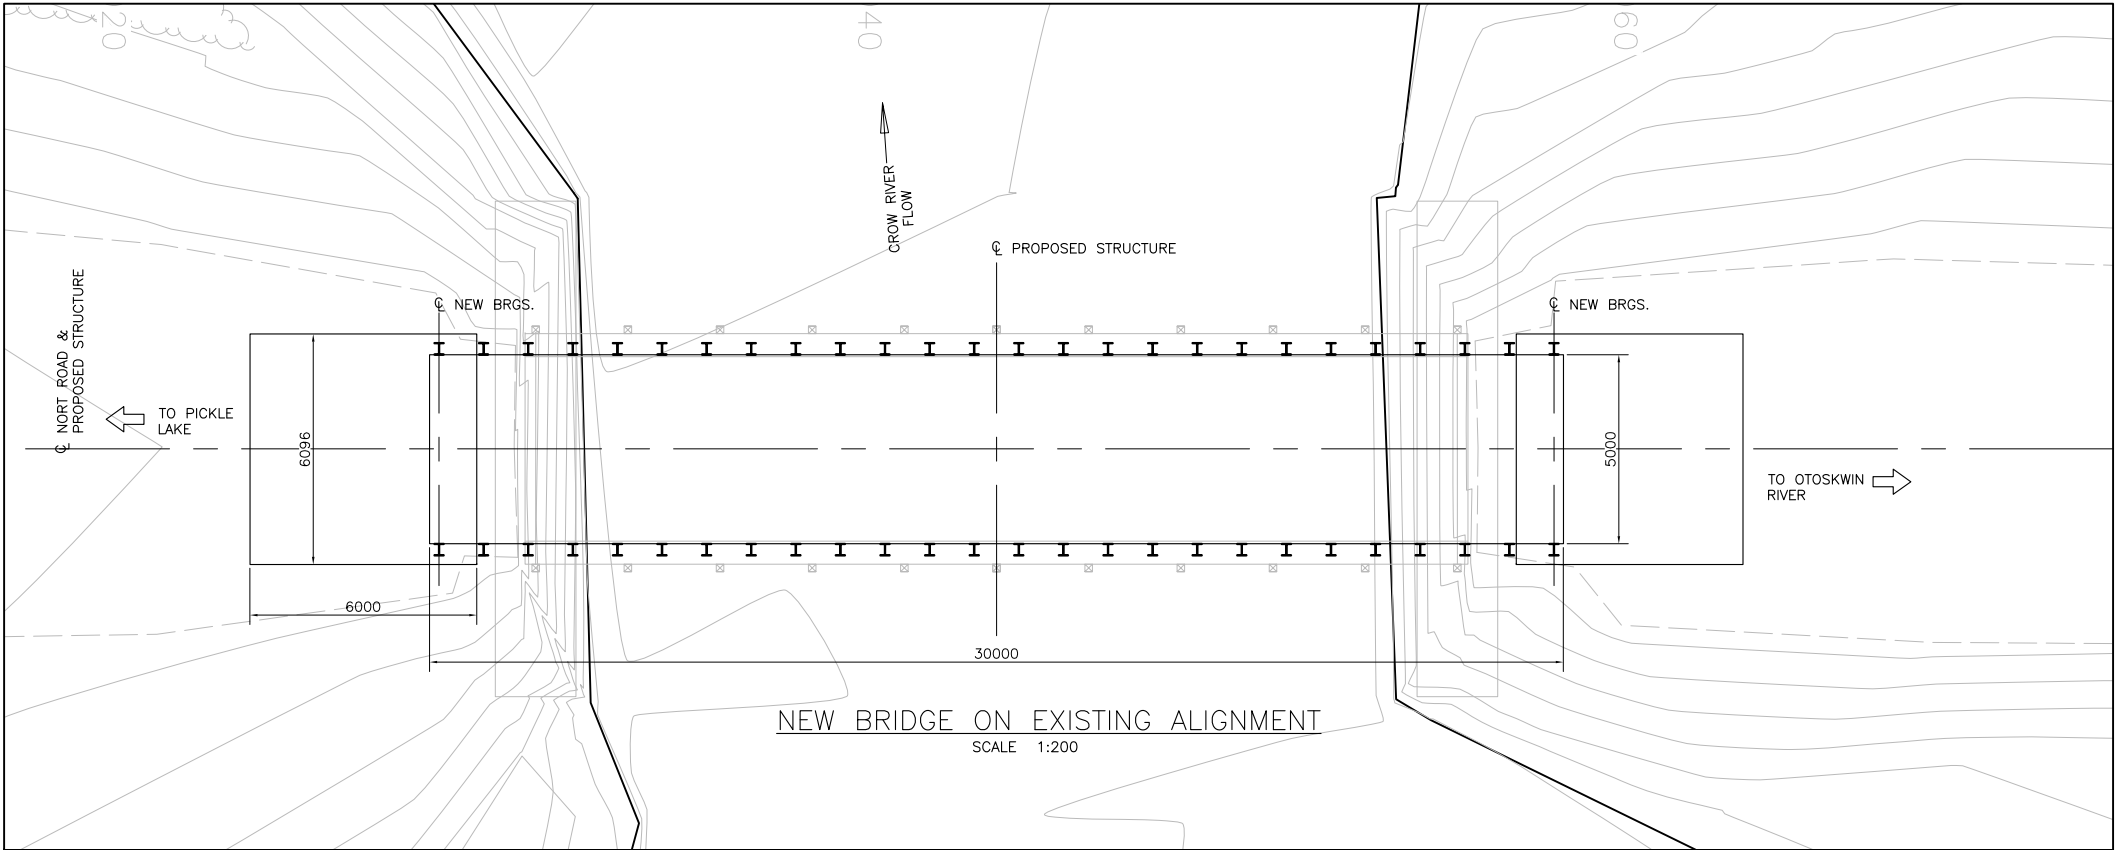 20
40
60
CROW RIVER
FLOW
℄ PROPOSED STRUCTURE
℄ NORT ROAD &
PROPOSED STRUCTURE
℄ NEW BRGS.
℄ NEW BRGS.
TO PICKLE
LAKE
6096
5000
TO OTOSKWIN
RIVER
6000
30000
NEW BRIDGE ON EXISTING ALIGNMENT
SCALE 1:200